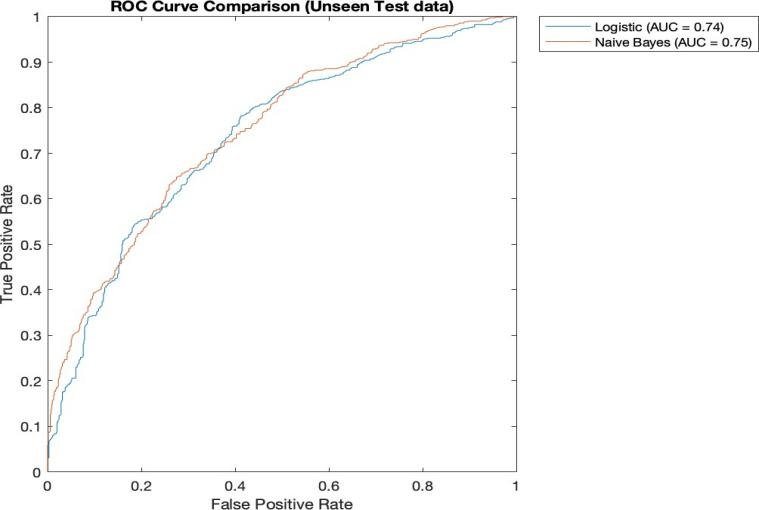 ROC Curve Comparison (Unseen Test data)
Logistic (AUC = 0.74)
Naive Bayes (AUC = 0.75)
1
0.9
0.8
0.7
0.6
0.5
0.4
0.3
0.2
0.1
0
True Positive Rate
0 0.2 0.4 0.6 0.8 1
False Positive Rate